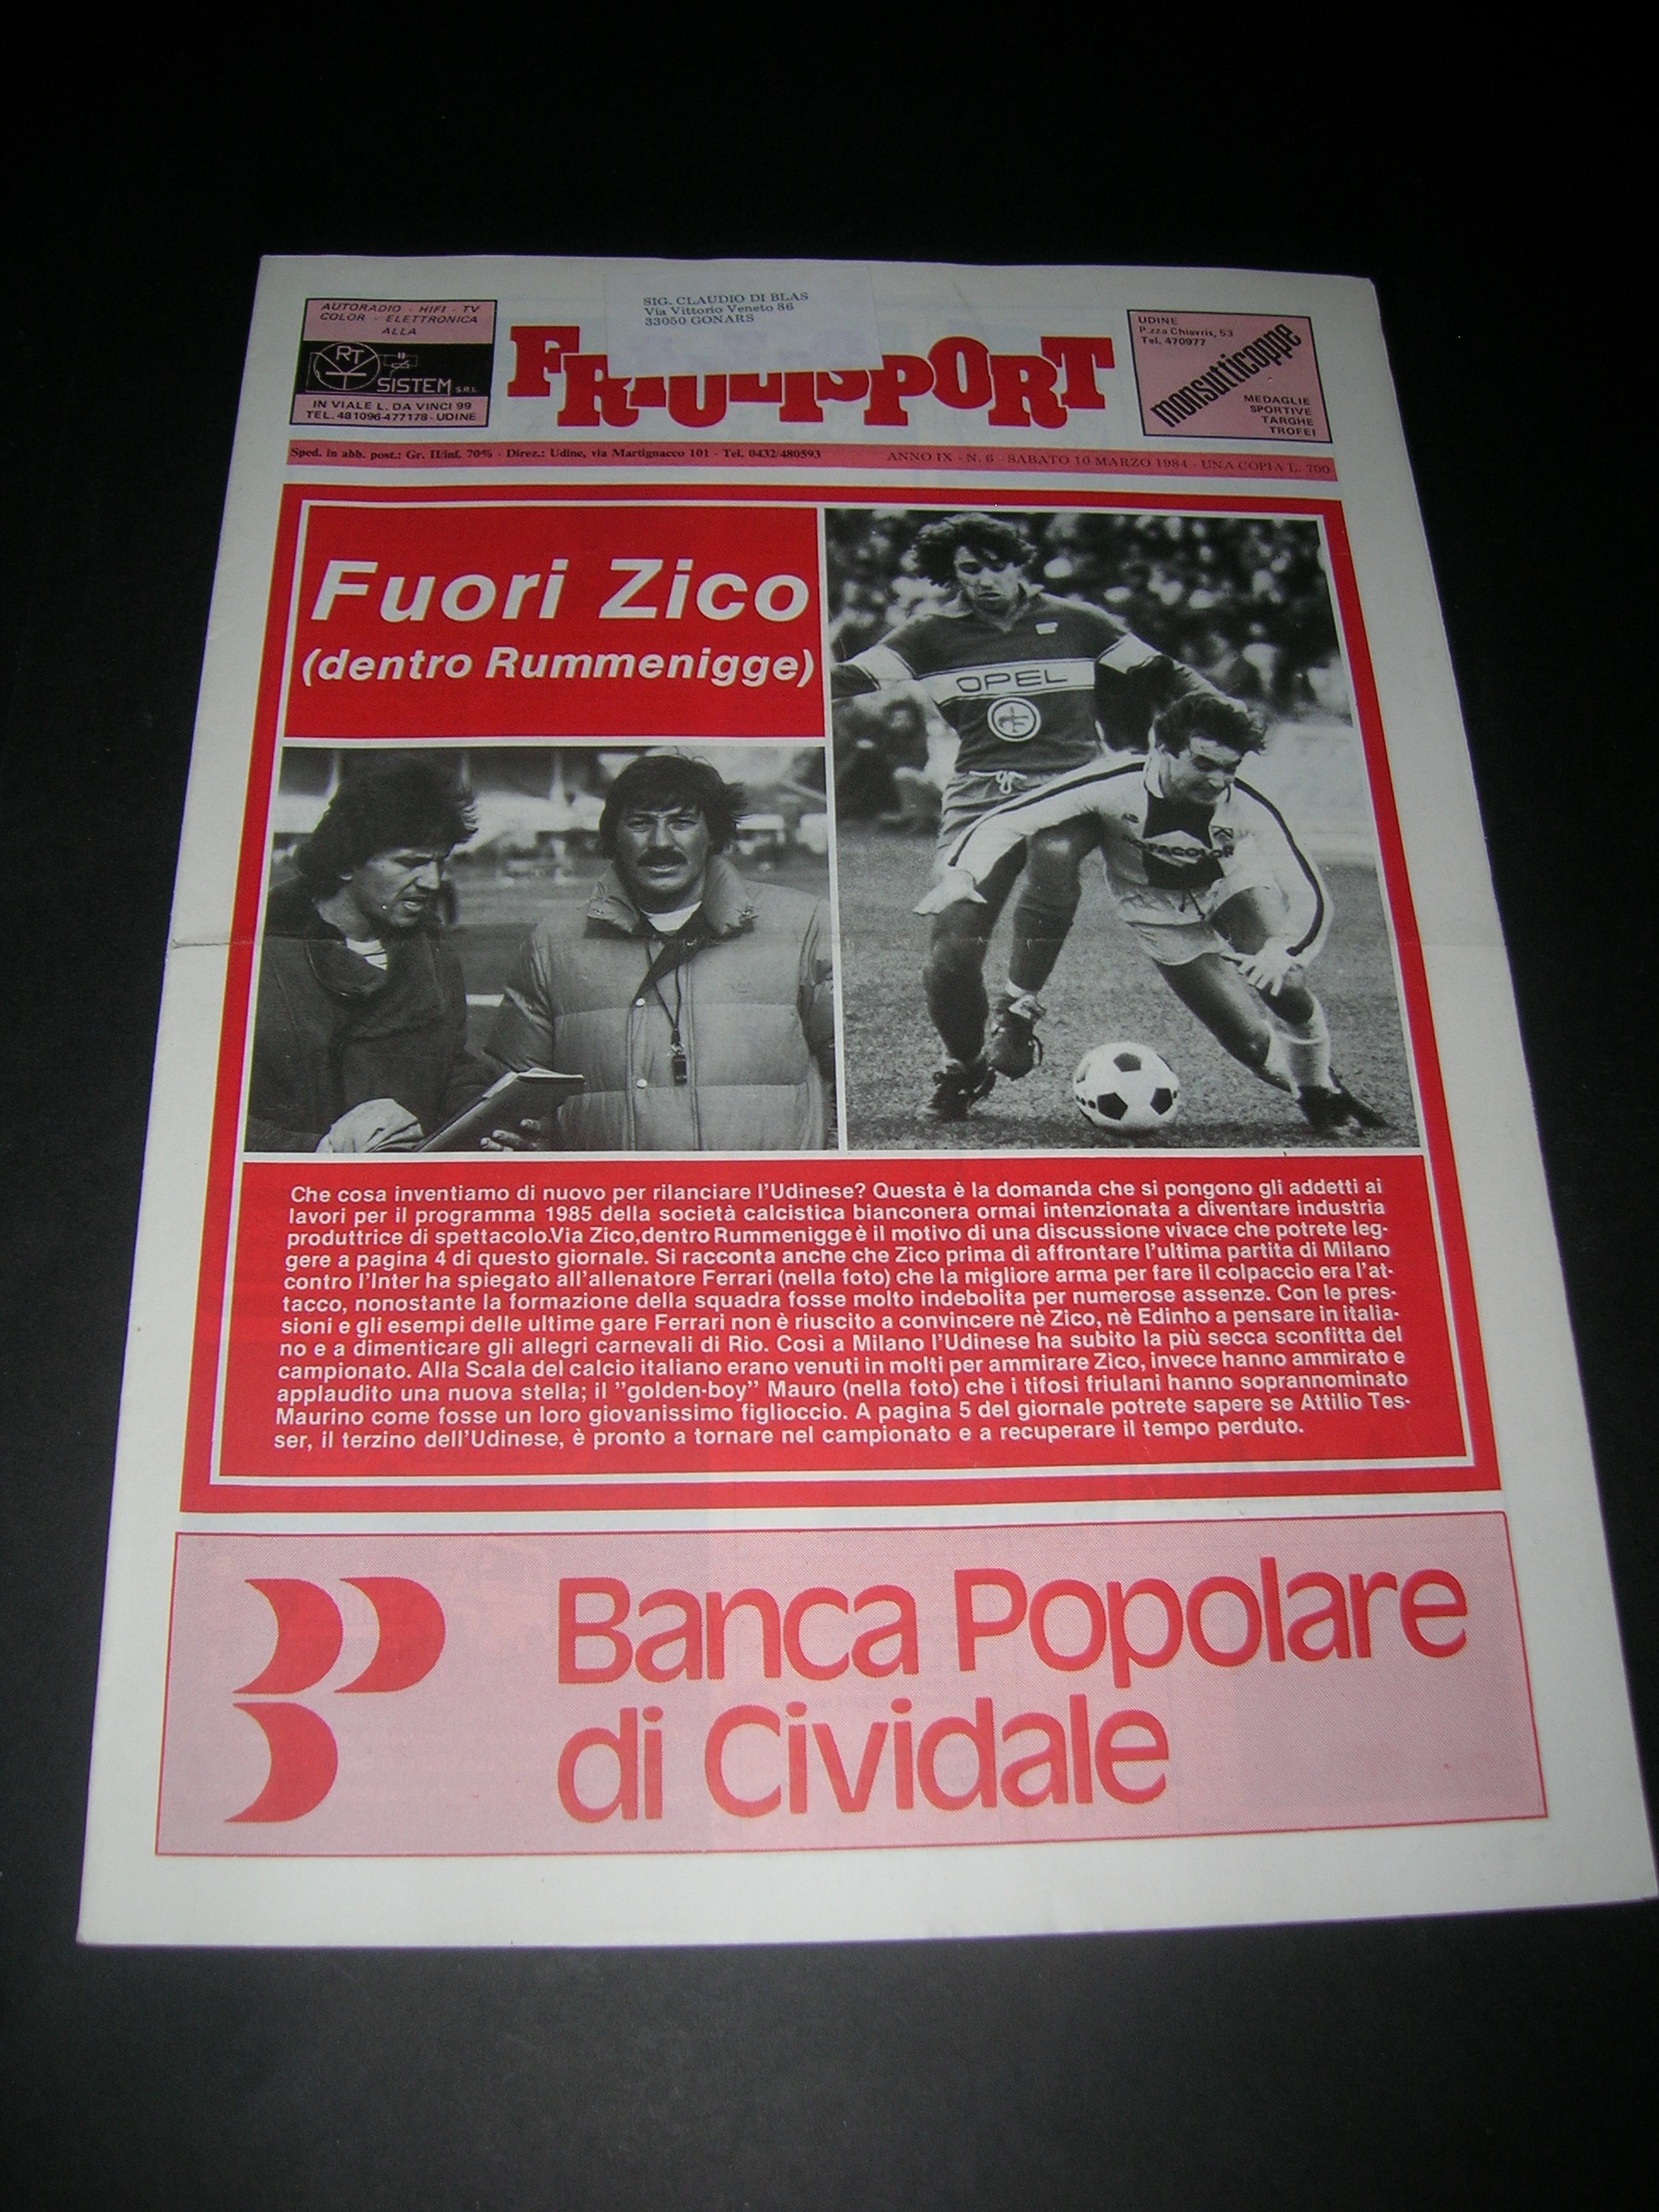 SIG. CLAUDIO DI BLAS
Via Vittorio Veneto 86
33050 GONARS
AUTORADIO - HIFI - TV
COLOR - ELETTRONICA
ALLA
RT
SISTEM S.R.L.
IN VIALE L. DA VINCI 99
TEL. 481096-477178 - UDINE
FRIULISPORT
UDINE
P.zza Chiavris, 53
Tel. 470977
monsutticoppe
MEDAGLIE
SPORTIVE
TARGHE
TROFEI
Sped. in abb. post.: Gr. II/inf. 70% - Direz.: Udine, via Martignacco 101 - Tel. 0432/480593
ANNO IX - N. 6 - SABATO 10 MARZO 1984 - UNA COPIA L. 700
Fuori Zico
(dentro Rummenigge)
OPEL
Che cosa inventiamo di nuovo per rilanciare l'Udinese? Questa è la domanda che si pongono gli addetti ai
lavori per il programma 1985 della società calcistica bianconera ormai intenzionata a diventare industria
produttrice di spettacolo.Via Zico,dentro Rummenigge è il motivo di una discussione vivace che potrete leg-
gere a pagina 4 di questo giornale. Si racconta anche che Zico prima di affrontare l'ultima partita di Milano
contro l'Inter ha spiegato all'allenatore Ferrari (nella foto) che la migliore arma per fare il colpaccio era l'at-
tacco, nonostante la formazione della squadra fosse molto indebolita per numerose assenze. Con le pres-
sioni e gli esempi delle ultime gare Ferrari non è riuscito a convincere nè Zico, nè Edinho a pensare in italia-
no e a dimenticare gli allegri carnevali di Rio. Così a Milano l'Udinese ha subito la più secca sconfitta del
campionato. Alla Scala del calcio italiano erano venuti in molti per ammirare Zico, invece hanno ammirato e
applaudito una nuova stella; il "golden-boy" Mauro (nella foto) che i tifosi friulani hanno soprannominato
Maurino come fosse un loro giovanissimo figlioccio. A pagina 5 del giornale potrete sapere se Attilio Tes-
ser, il terzino dell'Udinese, è pronto a tornare nel campionato e a recuperare il tempo perduto.
Banca Popolare
di Cividale